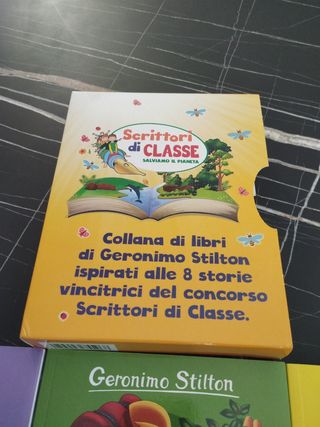 Scrittori
di CLASSE
SALVIAMO IL PIANETA
Collana di libri
di Geronimo Stilton
ispirati alle 8 storie
vincitrici del concorso
Scrittori di Classe.
Geronimo Stilton